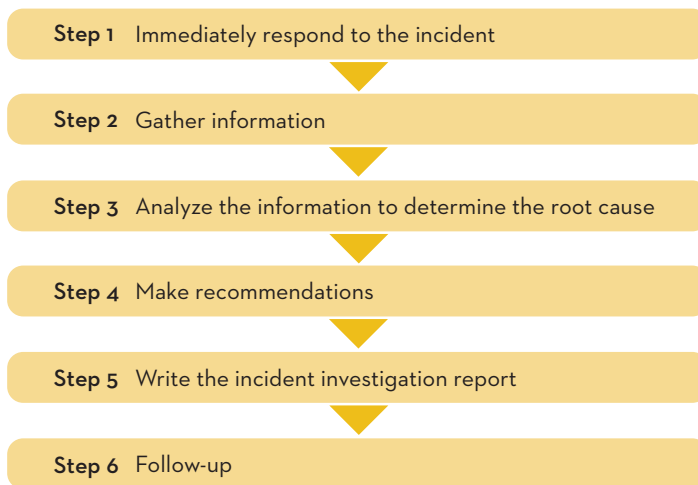 Step 1 Immediately respond to the incident
Step 2 Gather information
Step 3 Analyze the information to determine the root cause
Step 4 Make recommendations
Step 5 Write the incident investigation report
Step 6 Follow-up